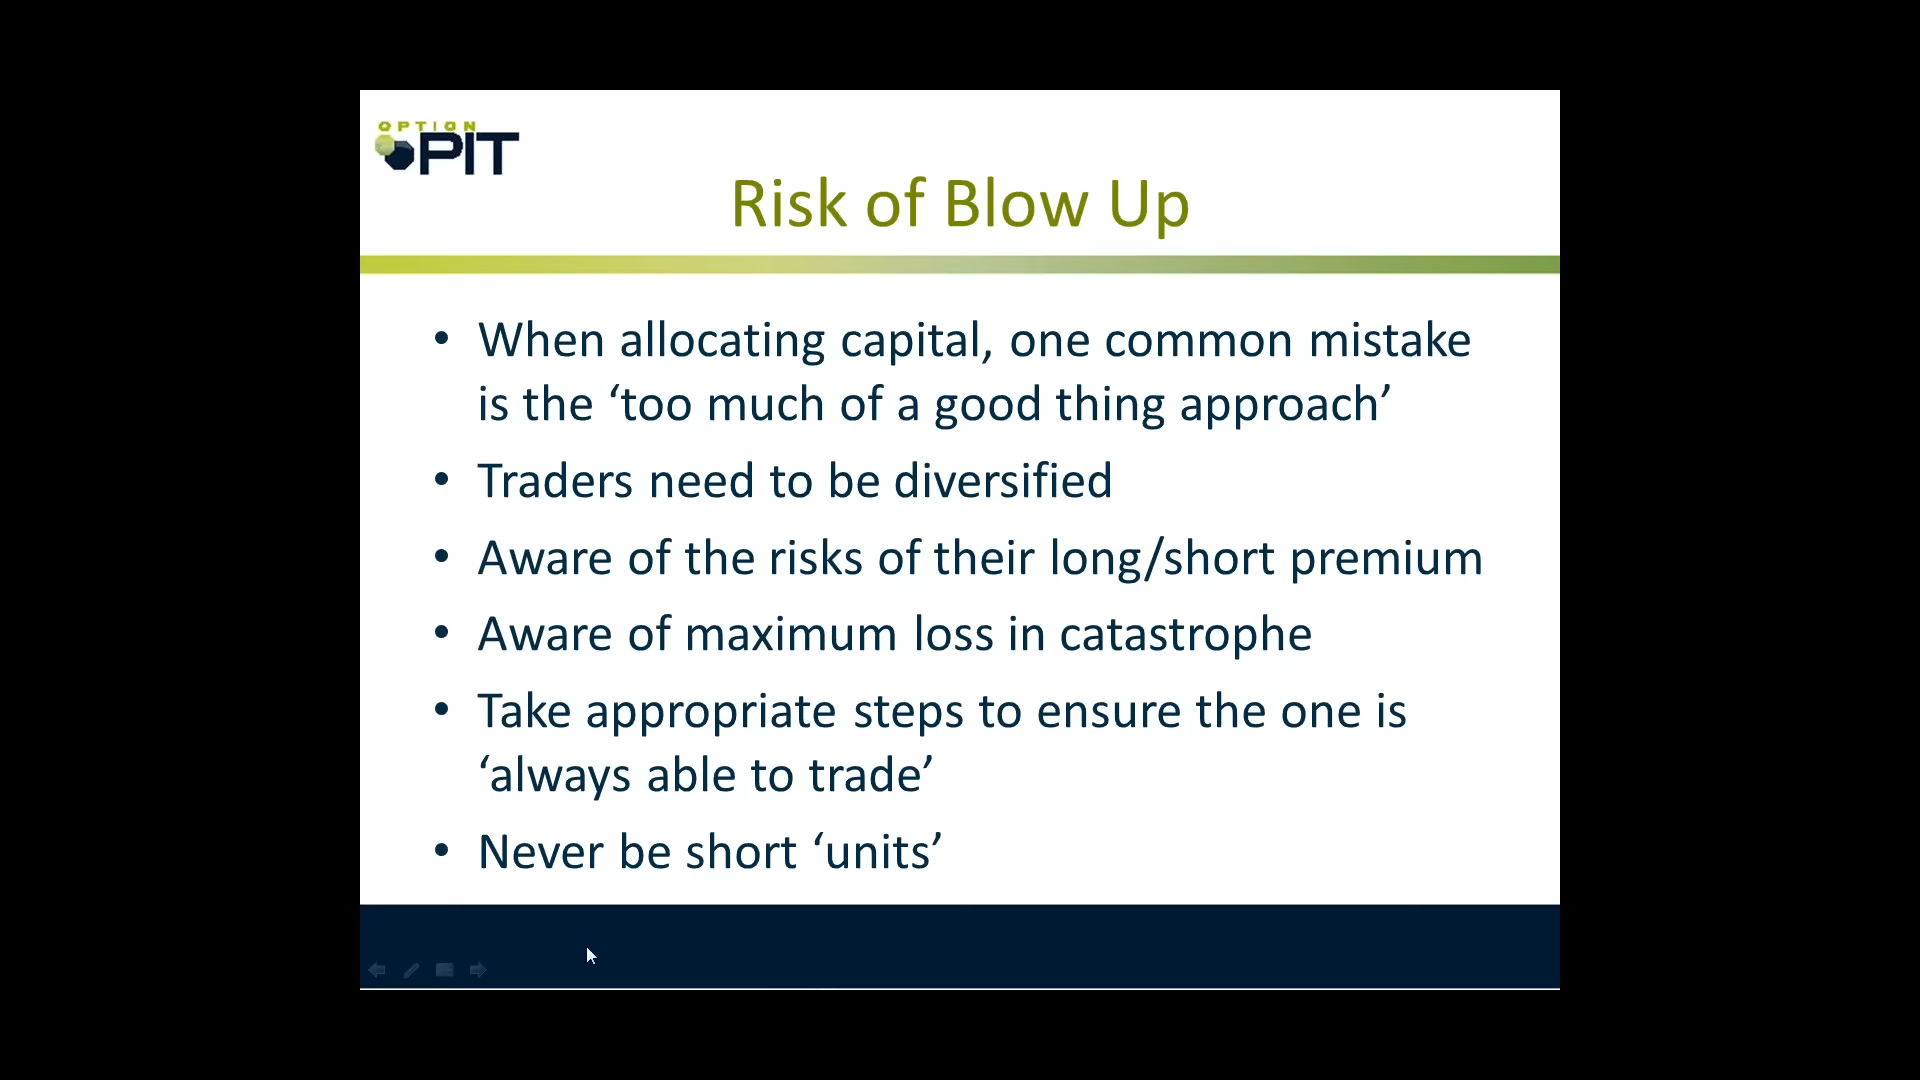 OPTION
PIT
Risk of Blow Up
• When allocating capital, one common mistake
is the ‘too much of a good thing approach’
• Traders need to be diversified
• Aware of the risks of their long/short premium
• Aware of maximum loss in catastrophe
• Take appropriate steps to ensure the one is
‘always able to trade’
• Never be short ‘units’